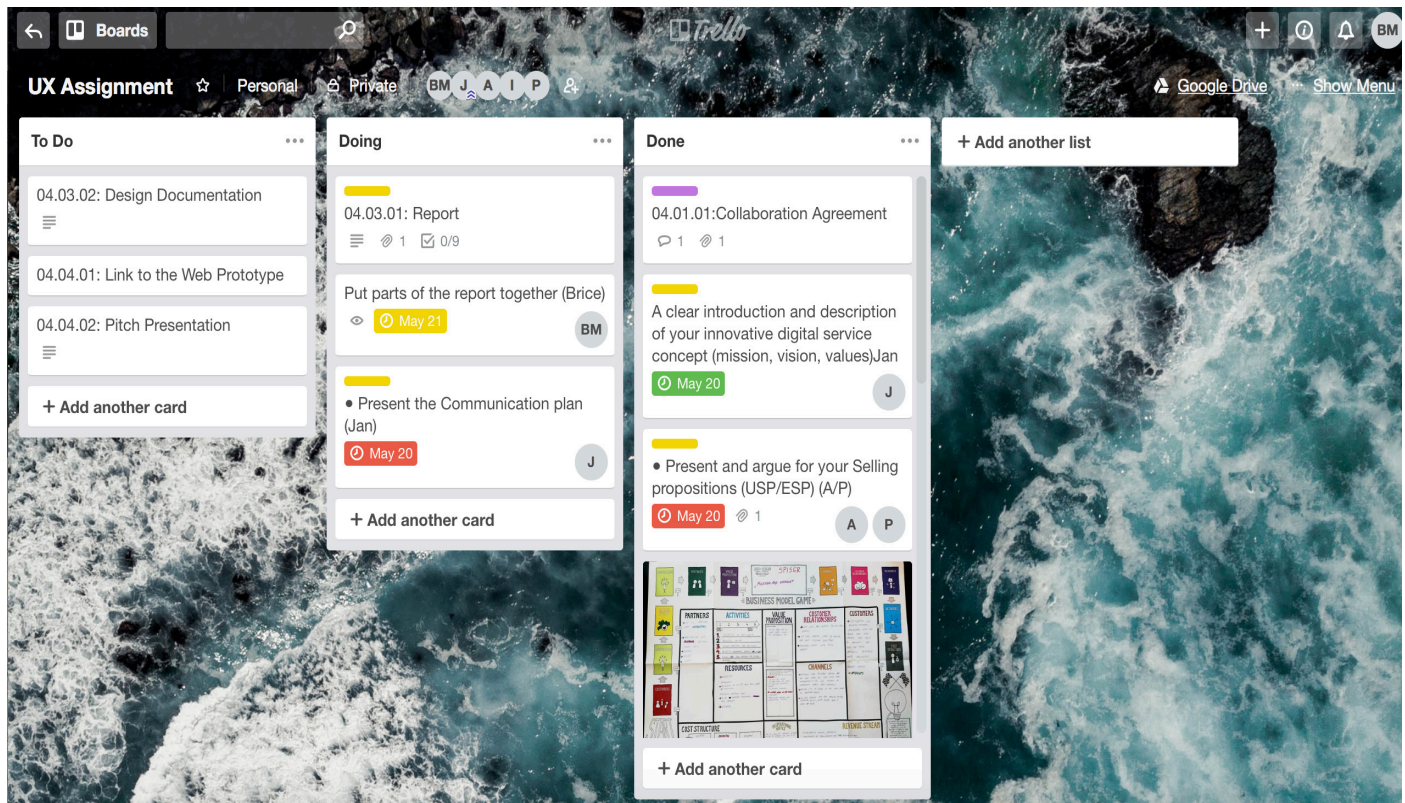 Boards
Trello
BM
UX Assignment
Personal
Private
BM J A I P
Google Drive
··· Show Menu
To Do
04.03.02: Design Documentation
04.04.01: Link to the Web Prototype
04.04.02: Pitch Presentation
+ Add another card
Doing
04.03.01: Report
1 0/9
Put parts of the report together (Brice)
May 21
BM
• Present the Communication plan
(Jan)
May 20
J
+ Add another card
Done
04.01.01:Collaboration Agreement
1 1
A clear introduction and description
of your innovative digital service
concept (mission, vision, values)Jan
May 20
J
• Present and argue for your Selling
propositions (USP/ESP) (A/P)
May 20 1
A P
SPISER
BUSINESS MODEL GAME
PARTNERS
ACTIVITIES
VALUE
PROPOSITION
CUSTOMER
RELATIONSHIPS
CUSTOMERS
RESOURCES
CHANNELS
COST STRUCTURE
REVENUE STREAM
+ Add another card
+ Add another list